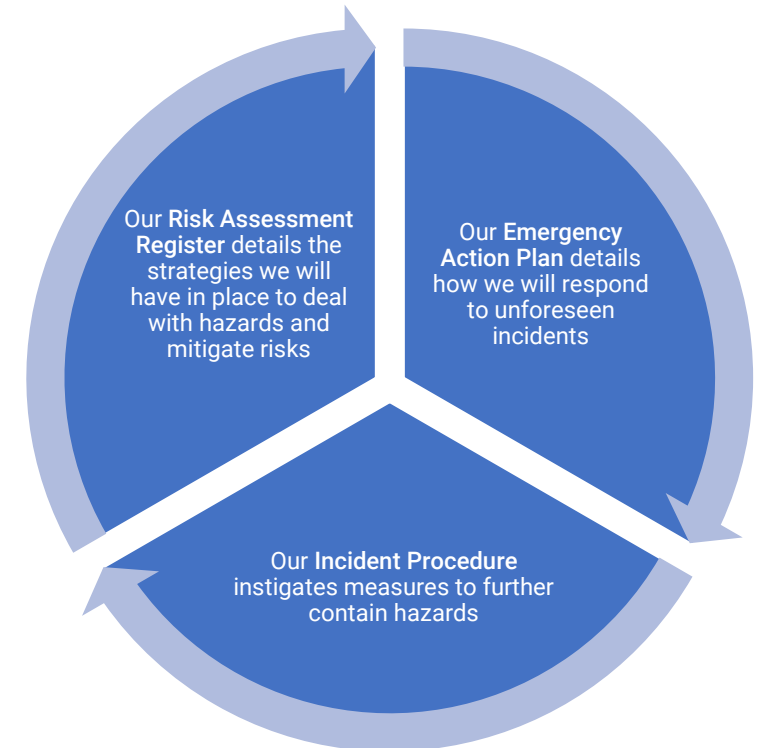 Our Risk Assessment
Register details the
strategies we will
have in place to deal
with hazards and
mitigate risks
Our Emergency
Action Plan details
how we will respond
to unforeseen
incidents
Our Incident Procedure
instigates measures to further
contain hazards